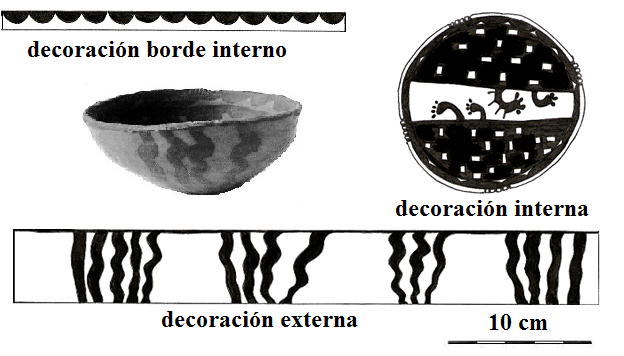 decoración borde interno
decoración interna
decoración externa
10 cm